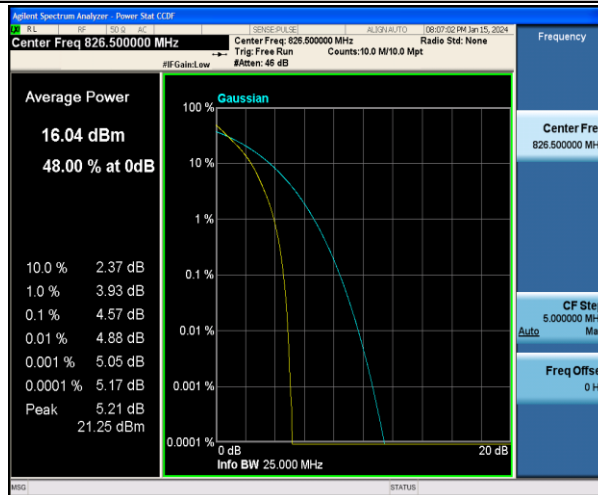 Agilent Spectrum Analyzer - Power Stat CCDF
RL RF 50 Ω AC SENSE:PULSE ALIGNAUTO 08:07:02 PM Jan 15, 2024
Center Freq 826.500000 MHz
Center Freq: 826.500000 MHz Radio Std: None
Trig: Free Run Counts:10.0 M/10.0 Mpt
#IFGain:Low #Atten: 46 dB
Frequency
Average Power
16.04 dBm
48.00 % at 0dB
10.0 % 2.37 dB
1.0 % 3.93 dB
0.1 % 4.57 dB
0.01 % 4.88 dB
0.001 % 5.05 dB
0.0001 % 5.17 dB
Peak 5.21 dB
21.25 dBm
Gaussian
100 %
10 %
1 %
0.1 %
0.01 %
0.001 %
0.0001 %
0 dB 20 dB
Info BW 25.000 MHz
Center Fre
826.500000 MH
CF Ste
5.000000 MH
Auto Ma
Freq Offse
0 H
MSG STATUS